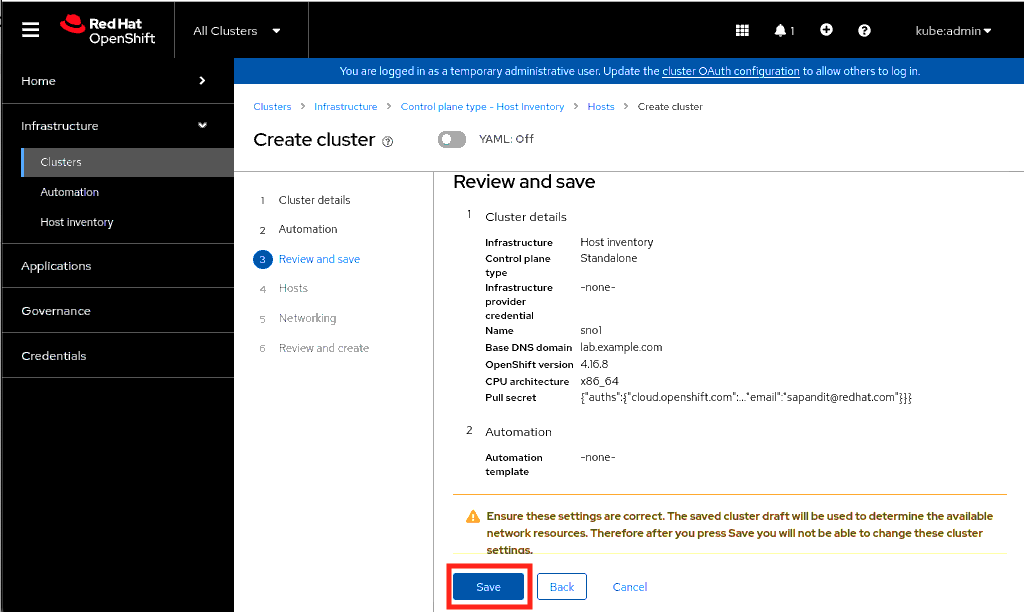 Red Hat
OpenShift
All Clusters
1
kube:admin
You are logged in as a temporary administrative user. Update the cluster OAuth configuration to allow others to log in.
Home
Infrastructure
Clusters
Automation
Host inventory
Applications
Governance
Credentials
Clusters > Infrastructure > Control plane type - Host Inventory > Hosts > Create cluster
Create cluster
YAML: Off
1 Cluster details
2 Automation
3 Review and save
4 Hosts
5 Networking
6 Review and create
Review and save
1 Cluster details
Infrastructure Host inventory
Control plane type Standalone
Infrastructure provider credential -none-
Name sno1
Base DNS domain lab.example.com
OpenShift version 4.16.8
CPU architecture x86_64
Pull secret {"auths":{"cloud.openshift.com":..."email":"sapandit@redhat.com"}}}
2 Automation
Automation template -none-
Ensure these settings are correct. The saved cluster draft will be used to determine the available
network resources. Therefore after you press Save you will not be able to change these cluster
settings.
Save
Back
Cancel